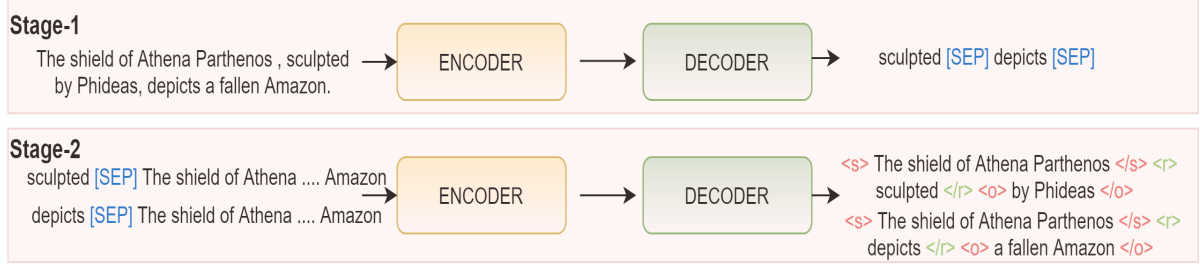 Stage-1
The shield of Athena Parthenos , sculpted
by Phideas, depicts a fallen Amazon.
ENCODER
DECODER
sculpted [SEP] depicts [SEP]
Stage-2
sculpted [SEP] The shield of Athena .... Amazon
depicts [SEP] The shield of Athena .... Amazon
ENCODER
DECODER
<s> The shield of Athena Parthenos </s> <r>
sculpted </r> <o> by Phideas </o>
<s> The shield of Athena Parthenos </s> <r>
depicts </r> <o> a fallen Amazon </o>